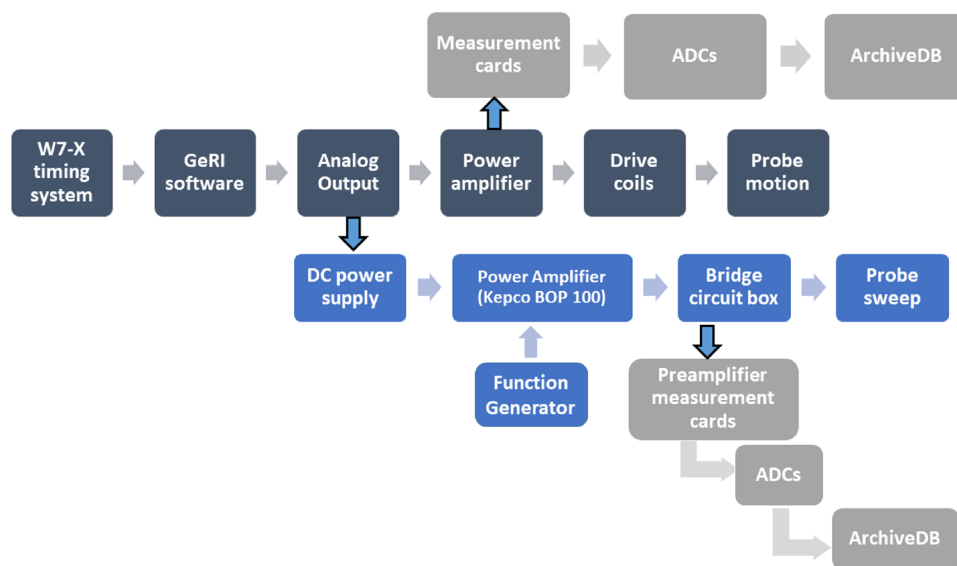 Measurement
cards
ADCs
ArchiveDB
W7-X
timing
system
GeRI
software
Analog
Output
Power
amplifier
Drive
coils
Probe
motion
DC power
supply
Power Amplifier
(Kepco BOP 100)
Bridge
circuit box
Probe
sweep
Function
Generator
Preamplifier
measurement
cards
ADCs
ArchiveDB